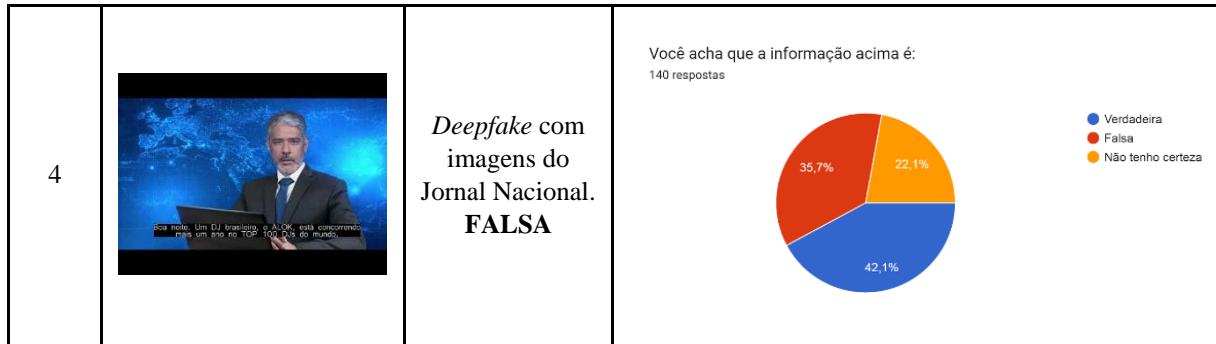 4
Boa noite. Um DJ brasileiro, o ALOK, está concorrendo
mais um ano no TOP 100 DJs do mundo,
Deepfake com
imagens do
Jornal Nacional.
FALSA
Você acha que a informação acima é:
140 respostas
35,7%
22,1%
42,1%
Verdadeira
Falsa
Não tenho certeza